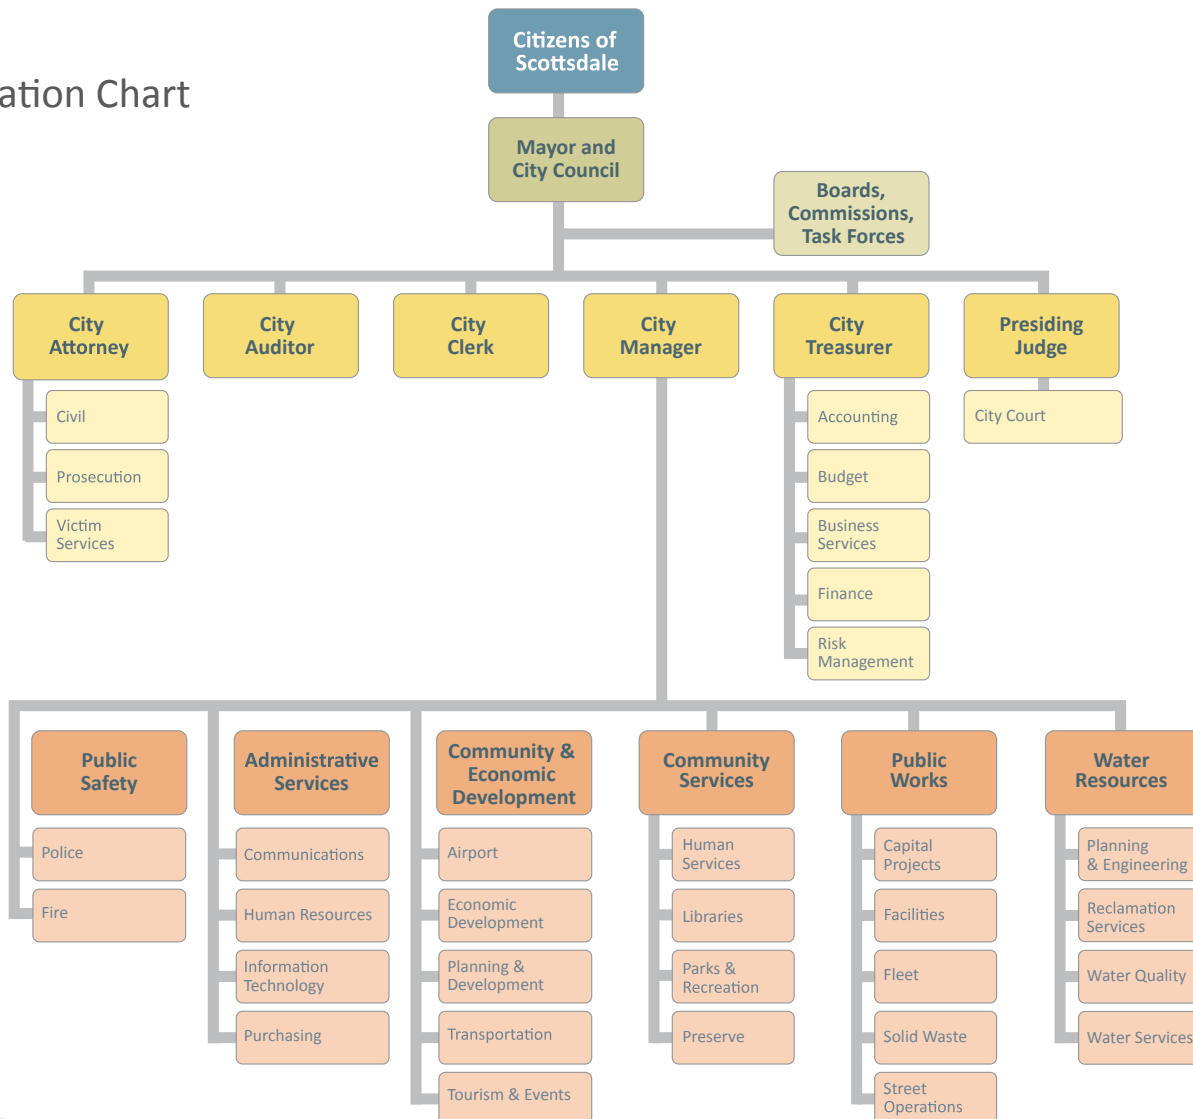 Citizens of
Scottsdale
ation Chart
Mayor and
City Council
Boards,
Commissions,
Task Forces
City
Attorney
City
Auditor
City
Clerk
City
Manager
City
Treasurer
Presiding
Judge
Civil
Prosecution
Victim
Services
Accounting
Budget
Business
Services
Finance
Risk
Management
City Court
Public
Safety
Police
Fire
Administrative
Services
Communications
Human Resources
Information
Technology
Purchasing
Community &
Economic
Development
Airport
Economic
Development
Planning &
Development
Transportation
Tourism & Events
Community
Services
Human
Services
Libraries
Parks &
Recreation
Preserve
Public
Works
Capital
Projects
Facilities
Fleet
Solid Waste
Street
Operations
Water
Resources
Planning
& Engineering
Reclamation
Services
Water Quality
Water Services